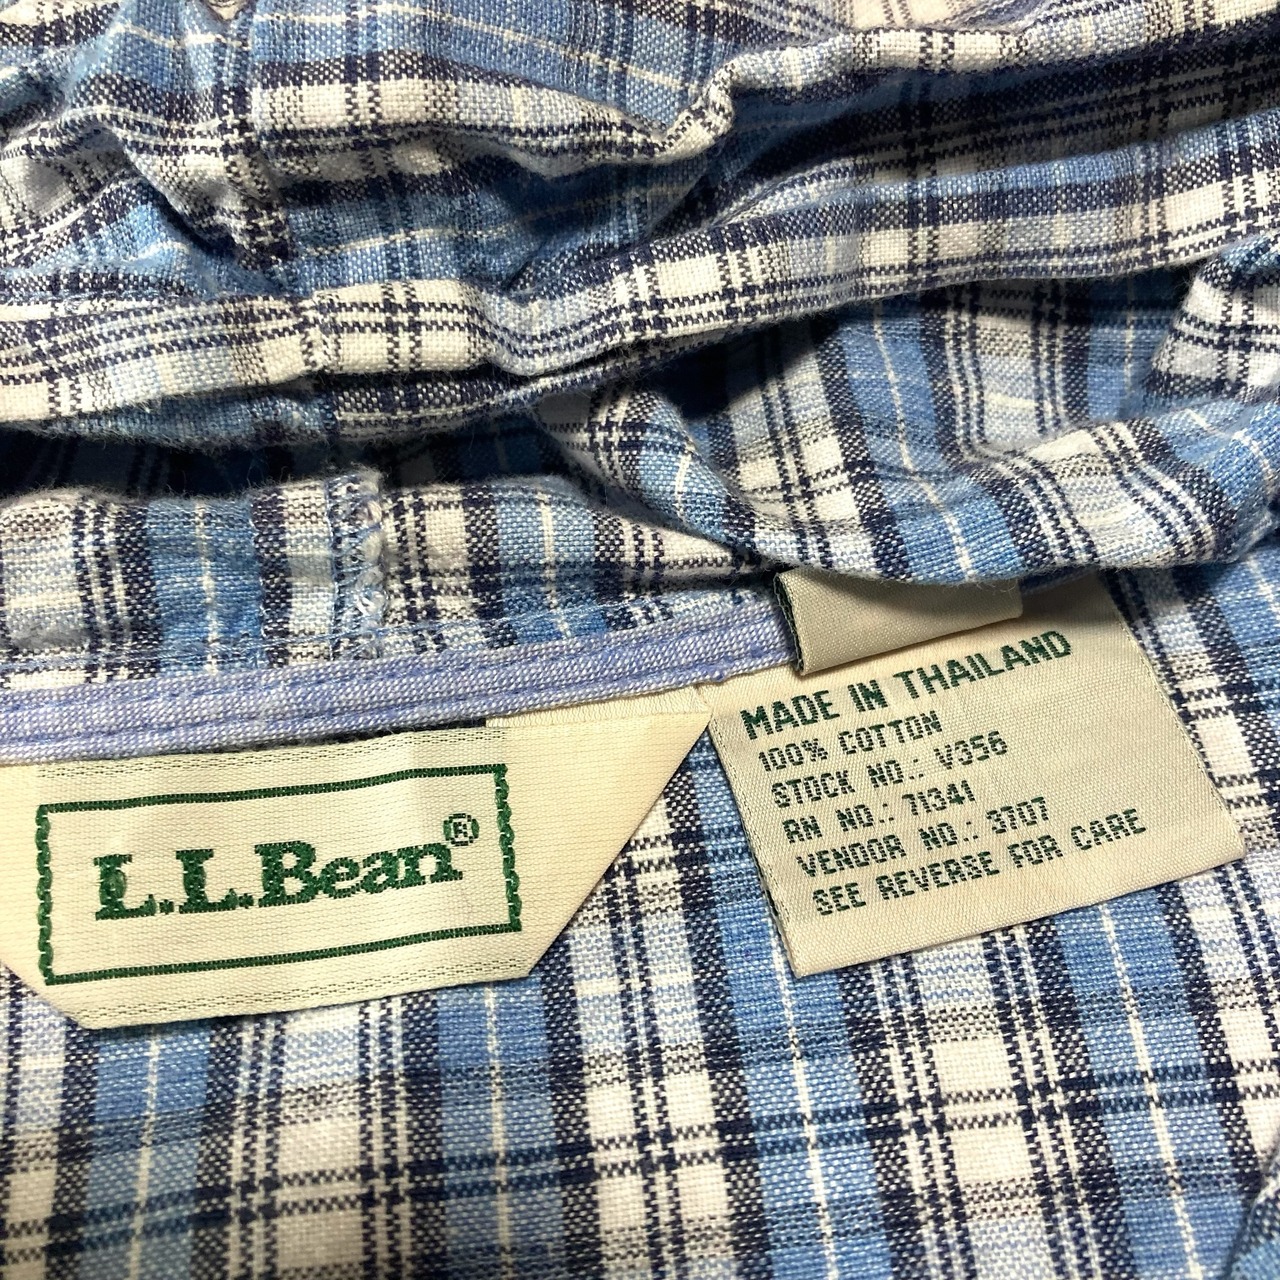 L.L.Bean®
MADE IN THAILAND
100% COTTON
STOCK NO.: V356
RN NO.: 71341
VENDOR NO.: 3707
SEE REVERSE FOR CARE